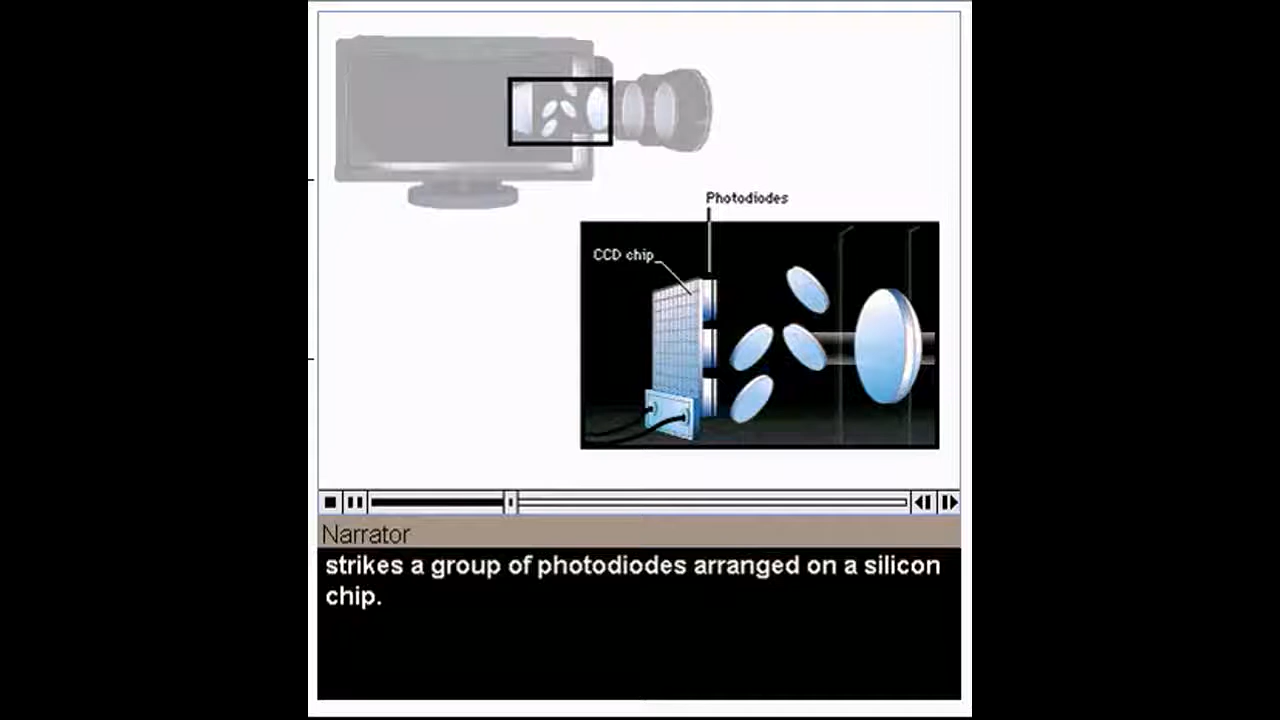 Photodiodes
CCD chip
Narrator
strikes a group of photodiodes arranged on a silicon
chip.